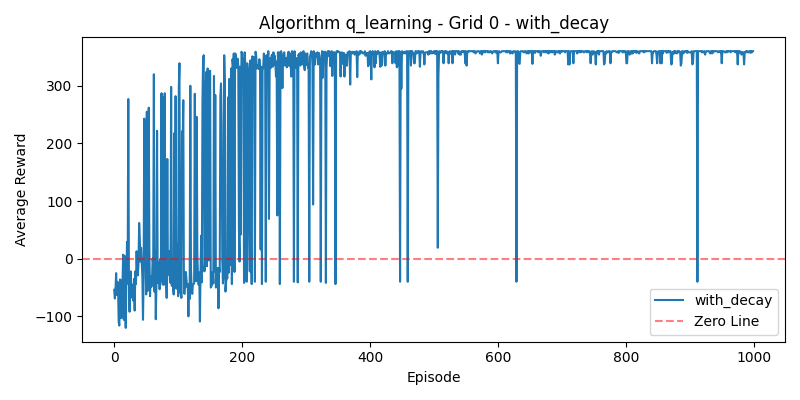 Algorithm q_learning - Grid 0 - with_decay
Average Reward
300
200
100
0
−100
0
200
400
600
800
1000
Episode
with_decay
Zero Line